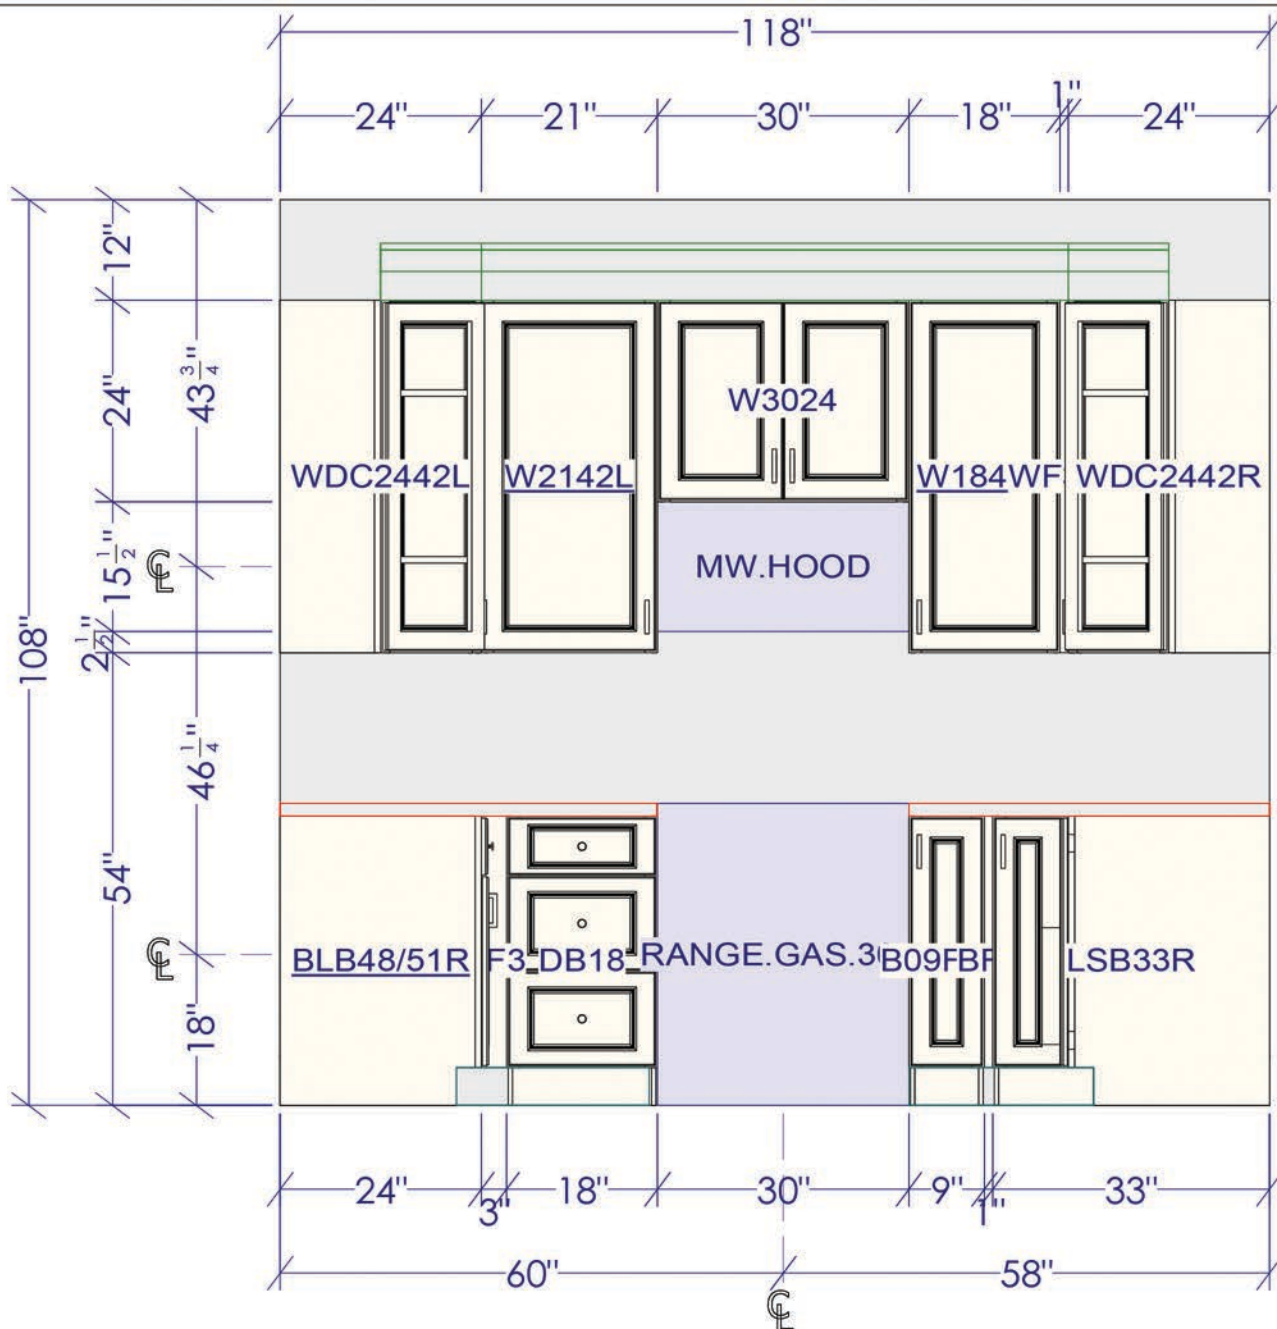 118"
24" 21" 30" 18" 1" 24"
12"
24"
43 3/4"
15 1/2"
2 1/2"
108"
46 1/4"
54"
18"
W3024
WDC2442L W2142L W184WF WDC2442R
MW.HOOD
BLB48/51R F3 DB18 RANGE.GAS.30 B09FBF LSB33R
24" 3" 18" 30" 9" 1" 33"
60" 58"